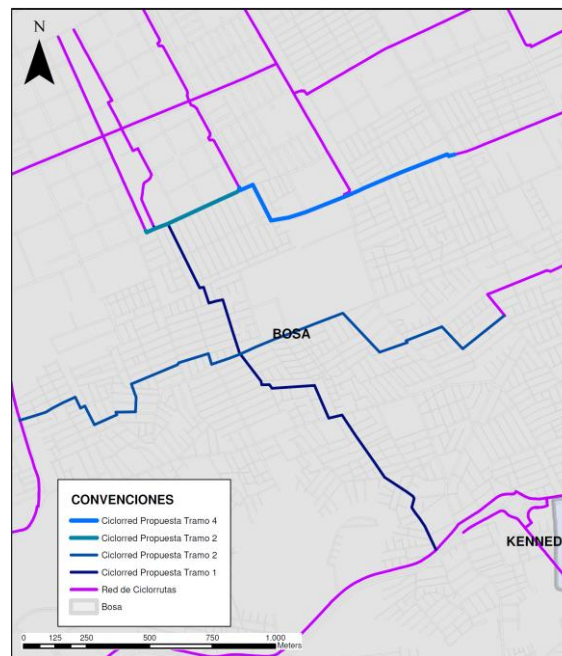 N
BOSA
KENNED
CONVENCIONES
Ciclorred Propuesta Tramo 4
Ciclorred Propuesta Tramo 2
Ciclorred Propuesta Tramo 2
Ciclorred Propuesta Tramo 1
Red de Ciclorrutas
Bosa
0 125 250 500 750 1.000
Meters